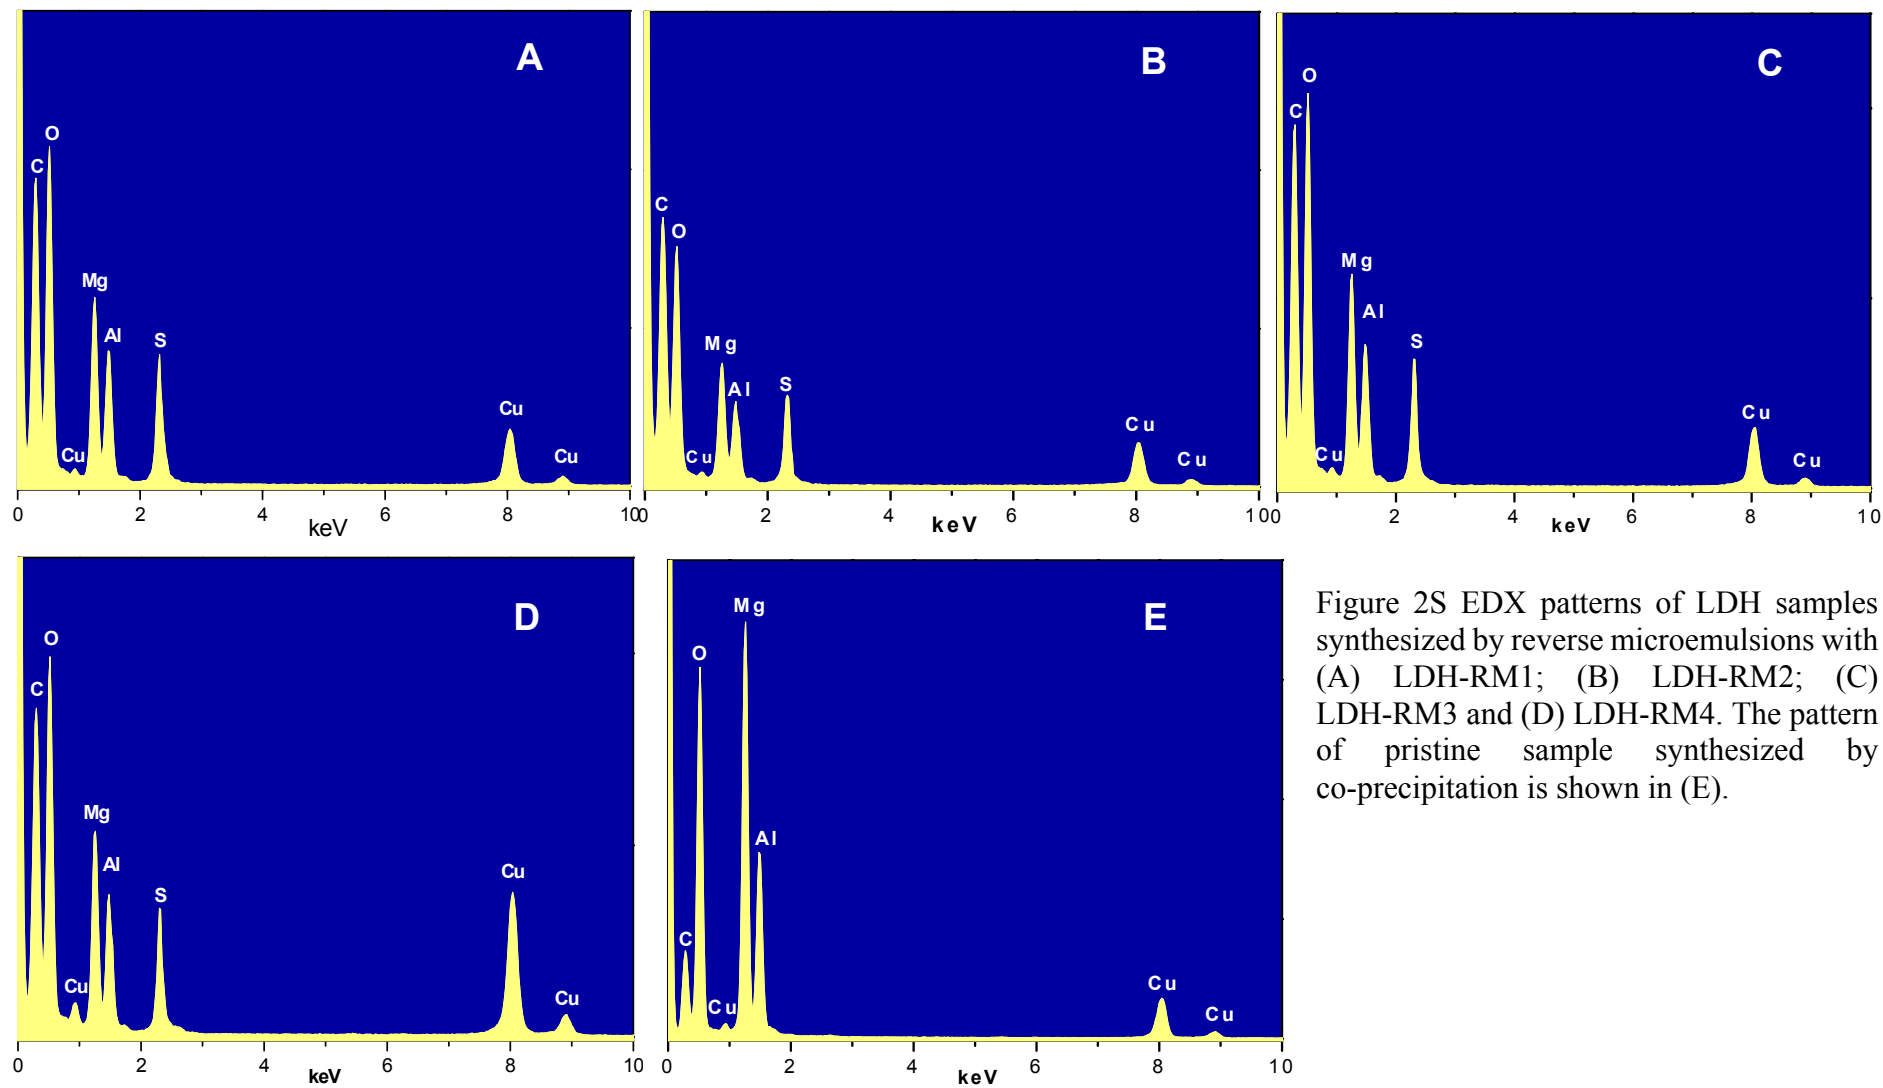 A
O
C
Mg
Al
S
Cu
Cu
Cu
0 2 4 6 8 10
keV
B
C
O
Mg
Al
S
Cu
Cu
Cu
0 2 4 6 8 10
keV
C
O
C
Mg
Al
S
Cu
Cu
Cu
0 2 4 6 8 10
keV
D
O
C
Mg
Al
S
Cu
Cu
Cu
0 2 4 6 8 10
keV
E
Mg
O
Al
C
Cu
Cu
Cu
0 2 4 6 8 10
keV
Figure 2S EDX patterns of LDH samples
synthesized by reverse microemulsions with
(A) LDH-RM1; (B) LDH-RM2; (C)
LDH-RM3 and (D) LDH-RM4. The pattern
of pristine sample synthesized by
co-precipitation is shown in (E).